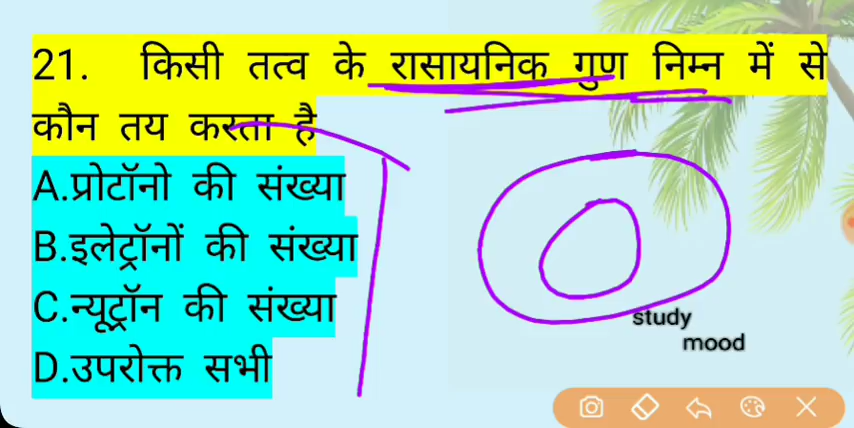 21. किसी तत्व के रासायनिक गुण निम्न में से
कौन तय करता है
A.प्रोटॉनो की संख्या
B.इलेट्रॉनों की संख्या
C.न्यूट्रॉन की संख्या
D.उपरोक्त सभी
study
mood